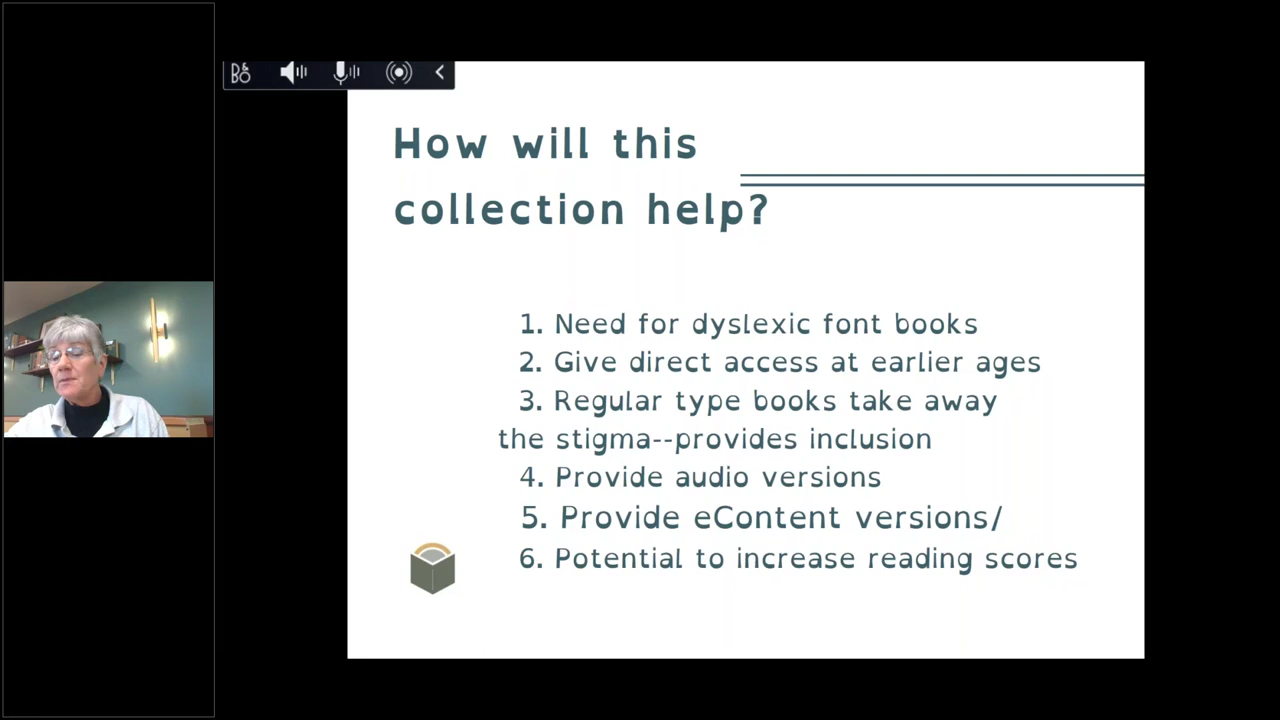 B&O
How will this
collection help?
1. Need for dyslexic font books
2. Give direct access at earlier ages
3. Regular type books take away
the stigma--provides inclusion
4. Provide audio versions
5. Provide eContent versions/
6. Potential to increase reading scores